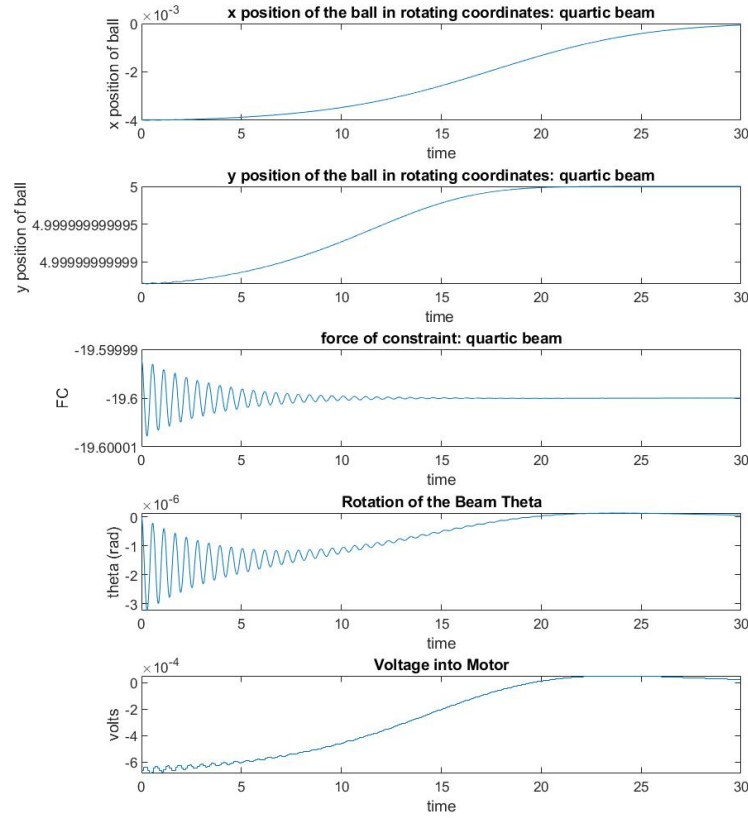 x position of the ball in rotating coordinates: quartic beam
×10^-3
0
-2
-4
x position of ball
0 5 10 15 20 25 30
time
y position of the ball in rotating coordinates: quartic beam
5
4.999999999995
4.99999999999
y position of ball
0 5 10 15 20 25 30
time
force of constraint: quartic beam
-19.59999
-19.6
-19.60001
FC
0 5 10 15 20 25 30
time
Rotation of the Beam Theta
×10^-6
0
-1
-2
-3
theta (rad)
0 5 10 15 20 25 30
time
Voltage into Motor
×10^-4
0
-2
-4
-6
volts
0 5 10 15 20 25 30
time